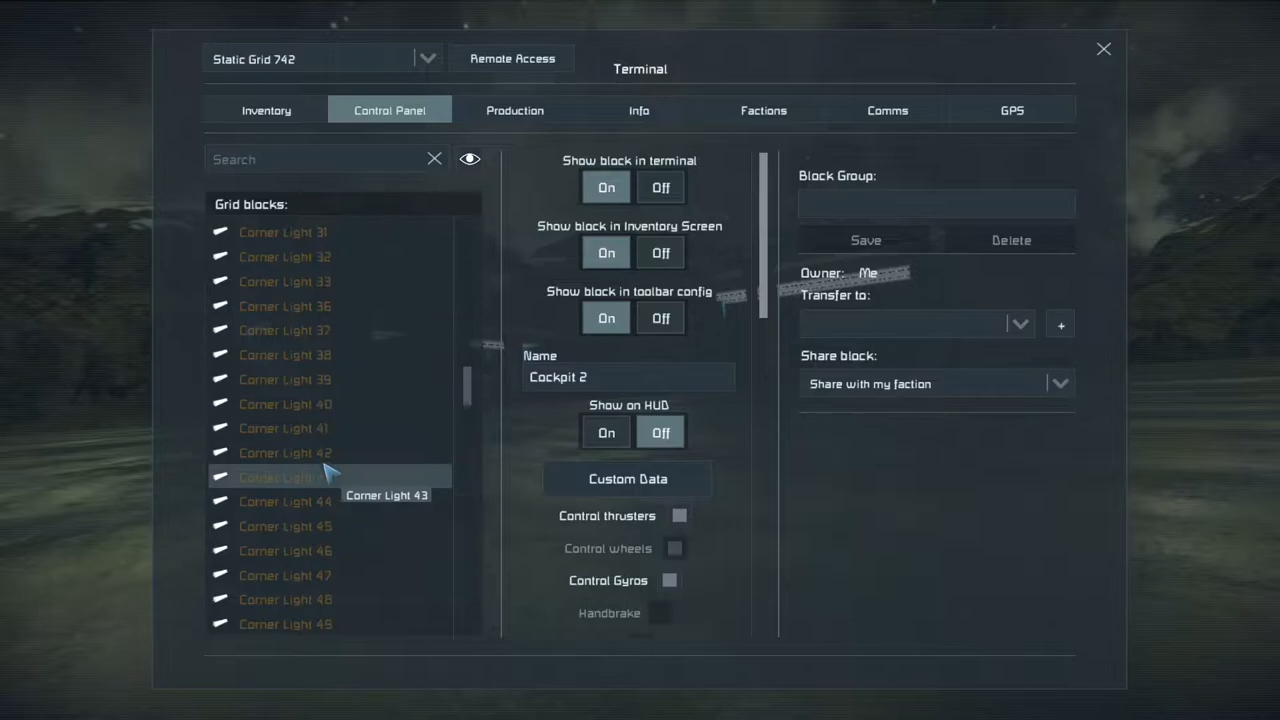 Static Grid 742
Remote Access
Terminal
Inventory
Control Panel
Production
Info
Factions
Comms
GPS
Search
Grid blocks:
Corner Light 31
Corner Light 32
Corner Light 33
Corner Light 36
Corner Light 37
Corner Light 38
Corner Light 39
Corner Light 40
Corner Light 41
Corner Light 42
Corner Light
Corner Light 43
Corner Light 44
Corner Light 45
Corner Light 46
Corner Light 47
Corner Light 48
Corner Light 49
Show block in terminal
On Off
Show block in Inventory Screen
On Off
Show block in toolbar config
On Off
Name
Cockpit 2
Show on HUD
On Off
Custom Data
Control thrusters
Control wheels
Control Gyros
Handbrake
Block Group:
Save Delete
Owner: Me
Transfer to:
+
Share block:
Share with my faction